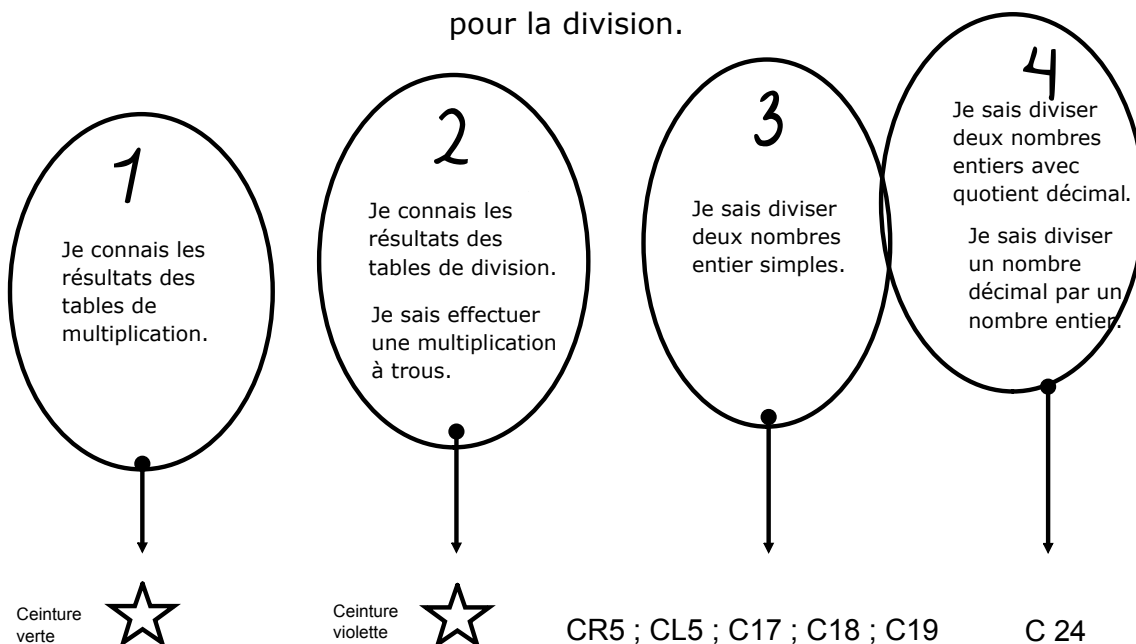 pour la division.
1
Je connais les
résultats des
tables de
multiplication.
2
Je connais les
résultats des
tables de division.
Je sais effectuer
une multiplication
à trous.
3
Je sais diviser
deux nombres
entier simples.
4
Je sais diviser
deux nombres
entiers avec
quotient décimal.
Je sais diviser
un nombre
décimal par un
nombre entier.
Ceinture
verte
Ceinture
violette
CR5 ; CL5 ; C17 ; C18 ; C19
C 24